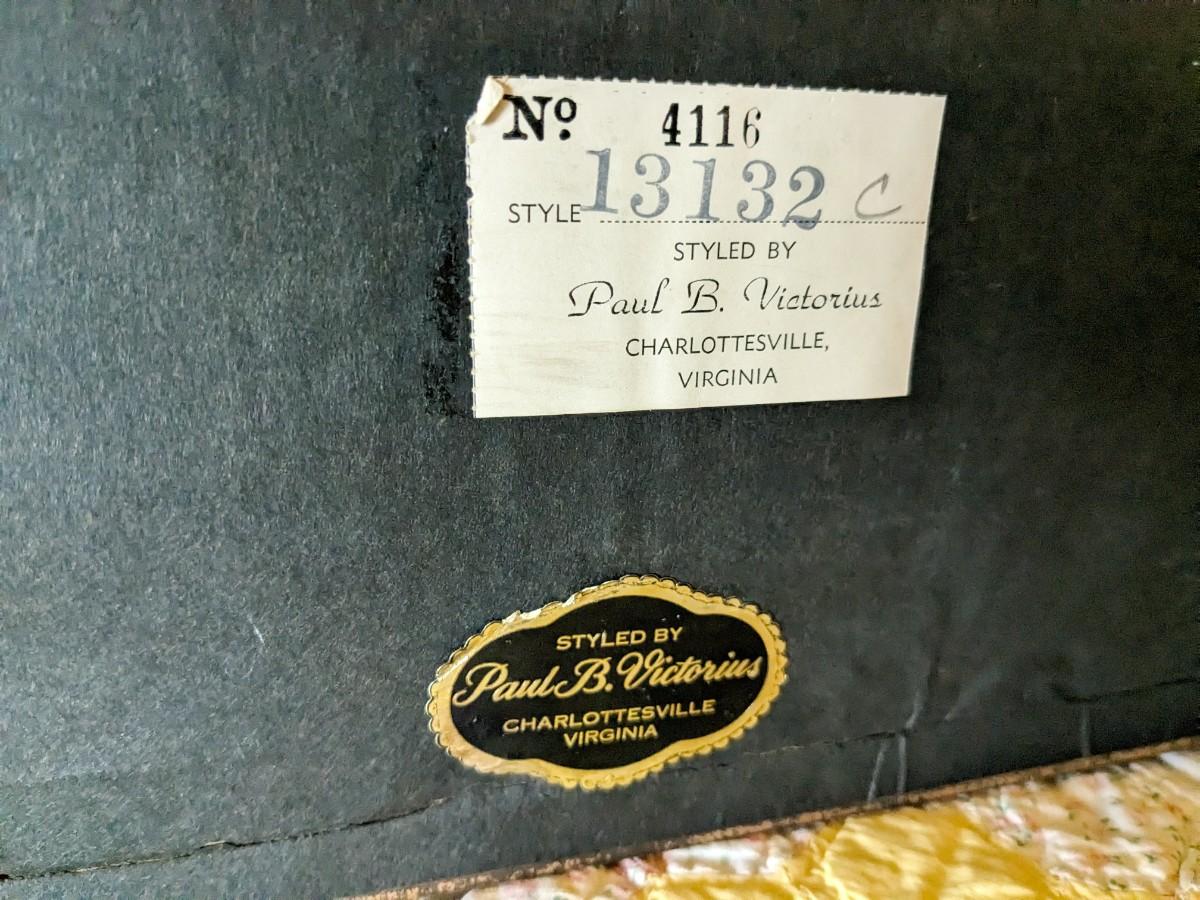 Nº 4116
STYLE 13132 C
STYLED BY
Paul B. Victorius
CHARLOTTESVILLE,
VIRGINIA
STYLED BY
Paul B. Victorius
CHARLOTTESVILLE
VIRGINIA